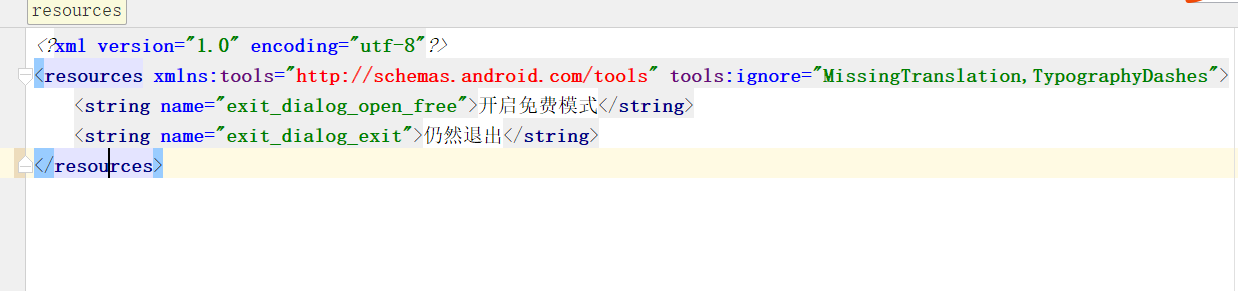 resources
<?xml version="1.0" encoding="utf-8"?>
<resources xmlns:tools="http://schemas.android.com/tools" tools:ignore="MissingTranslation,TypographyDashes">
<string name="exit_dialog_open_free">开启免费模式</string>
<string name="exit_dialog_exit">仍然退出</string>
</resources>